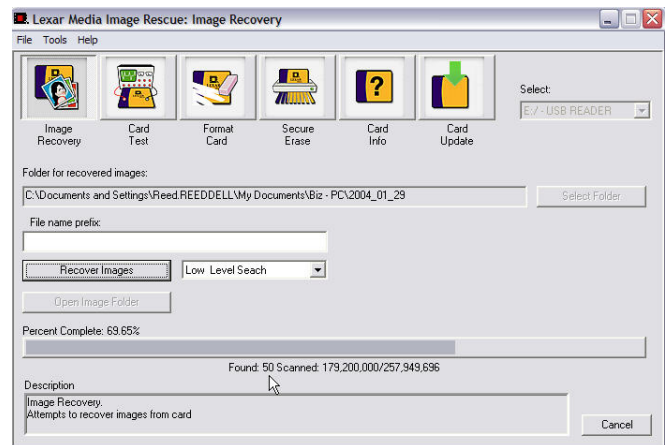 Lexar Media Image Rescue: Image Recovery
File Tools Help
Image Recovery
Card Test
Format Card
Secure Erase
Card Info
Card Update
Select:
E:/ - USB READER
Folder for recovered images:
C:\Documents and Settings\Reed.REEDDELL\My Documents\Biz - PC\2004_01_29
Select Folder
File name prefix:
Recover Images
Low Level Seach
Open Image Folder
Percent Complete: 69.65%
Found: 50 Scanned: 179,200,000/257,949,696
Description
Image Recovery.
Attempts to recover images from card
Cancel